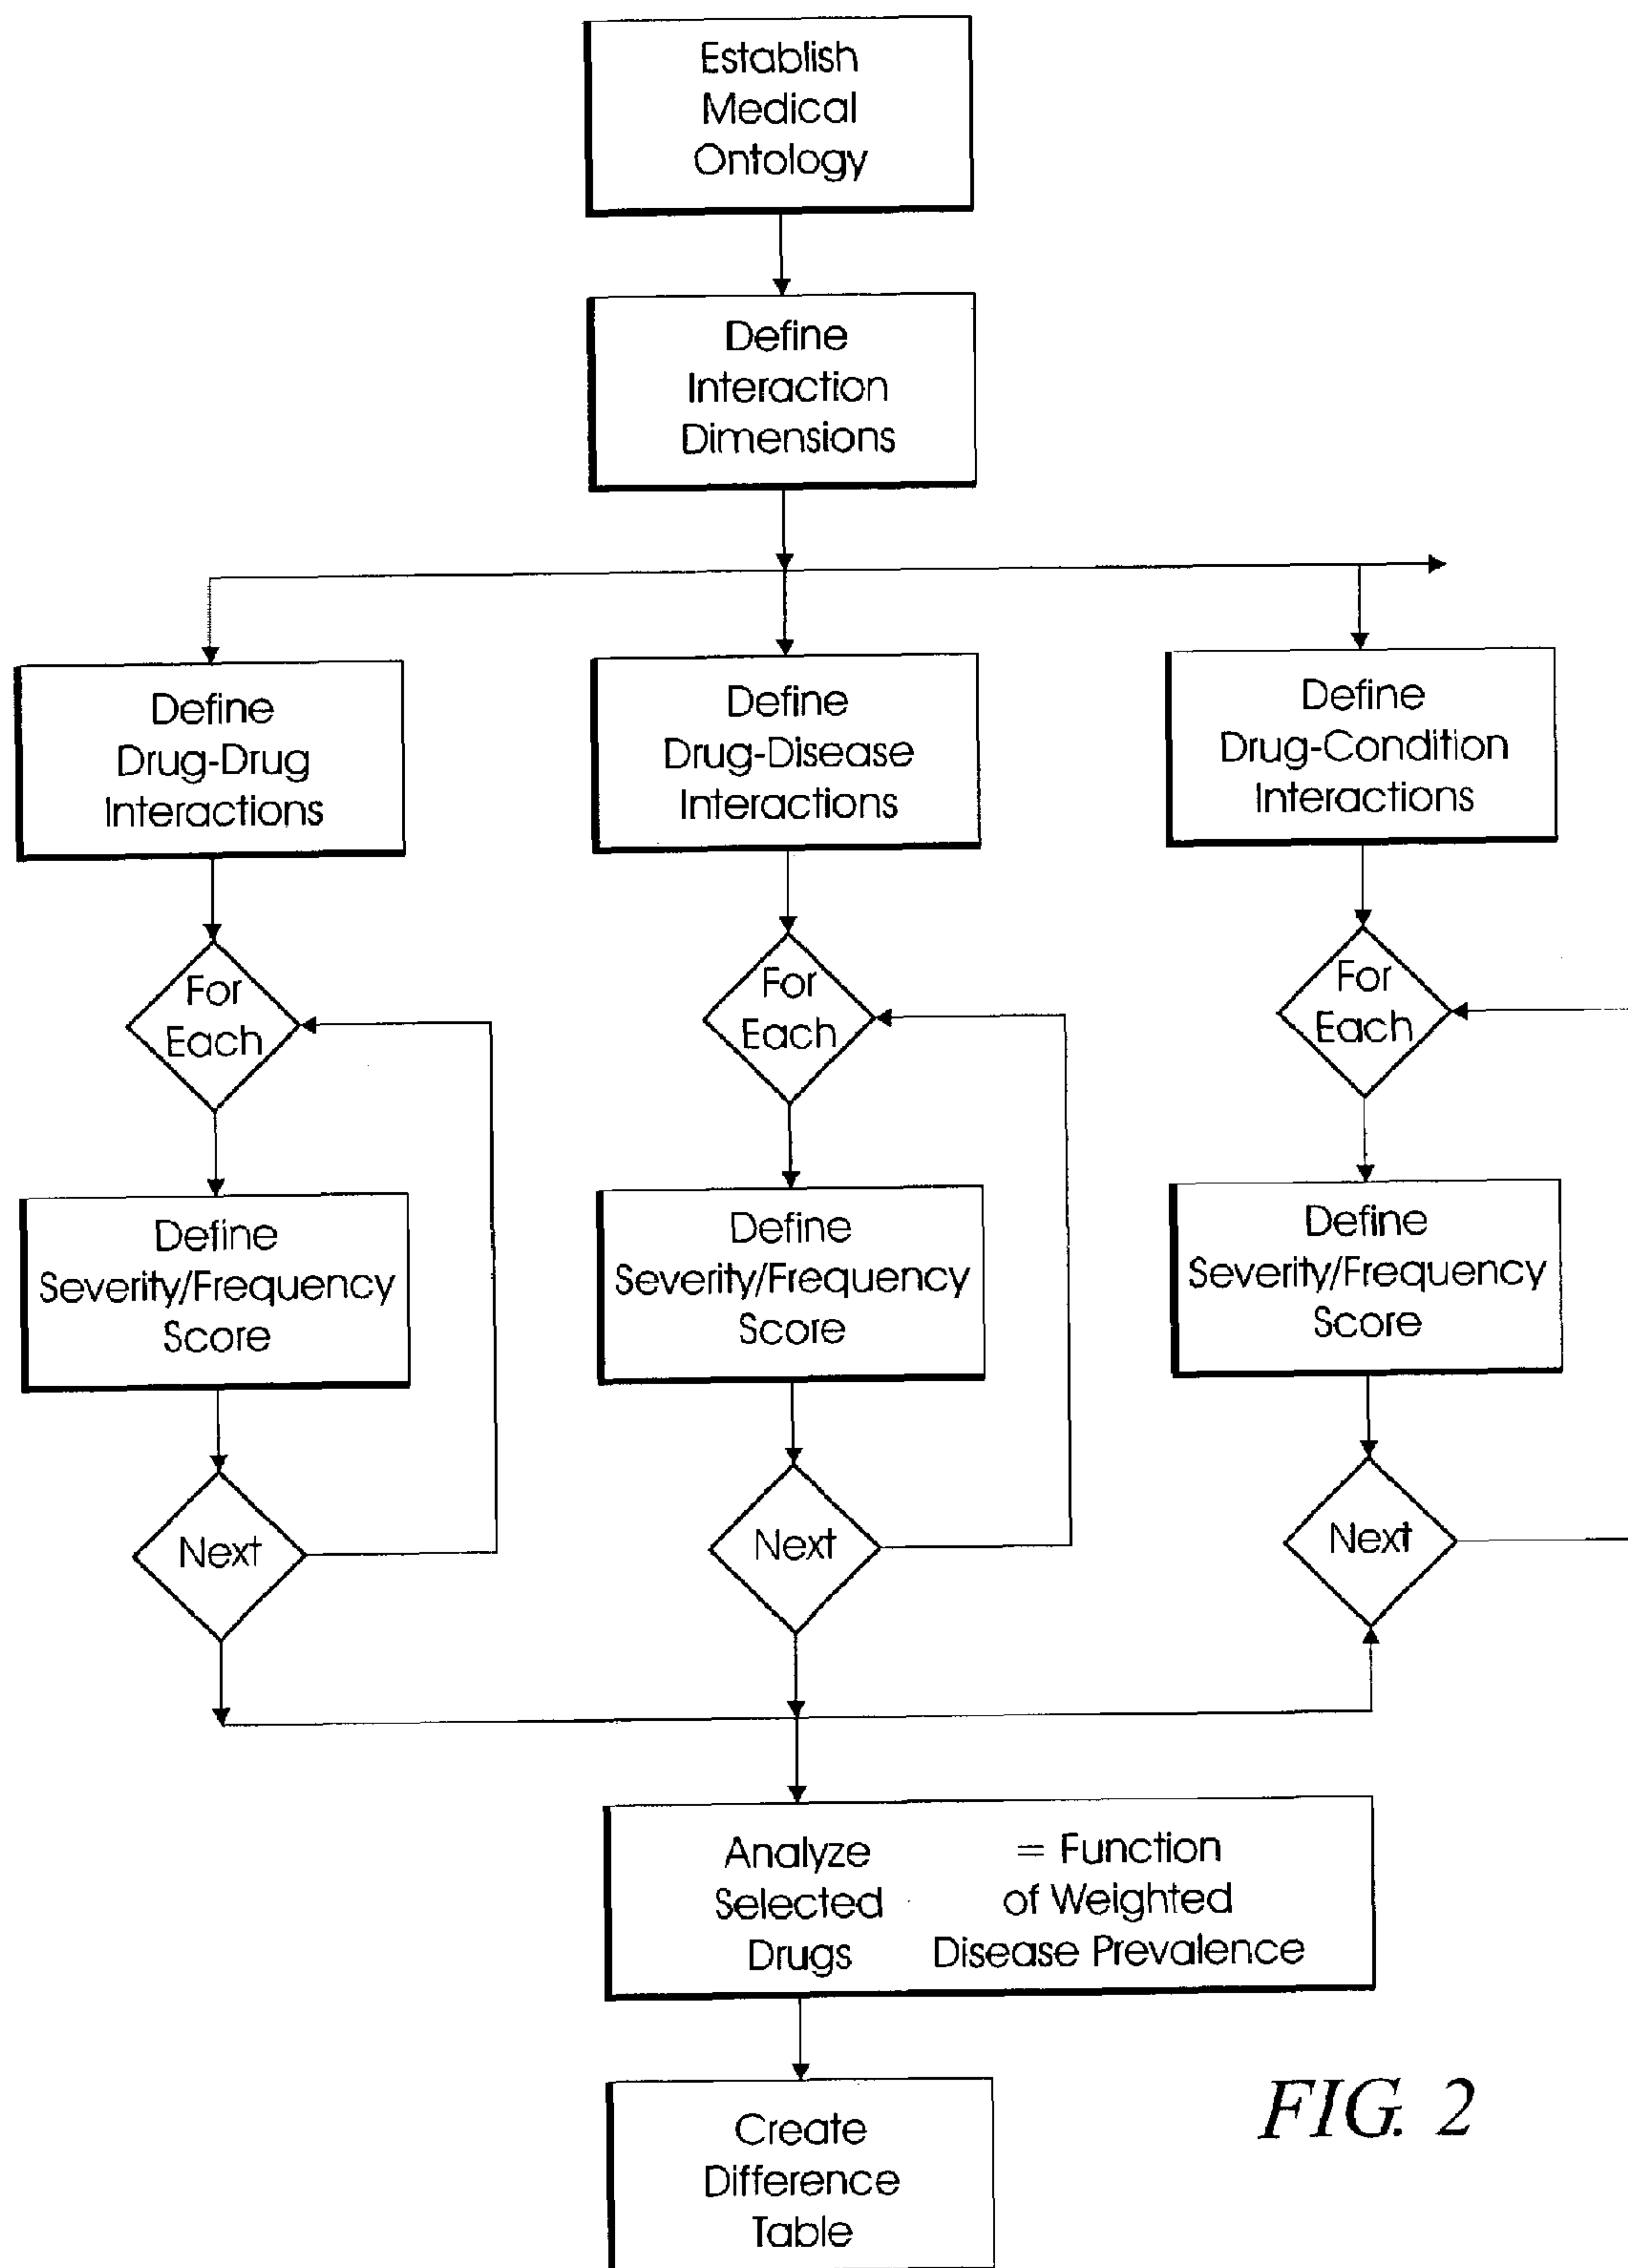 Establish
Medical
Ontology
Define
Interaction
Dimensions
Define
Drug-Drug
Interactions
Define
Drug-Disease
Interactions
Define
Drug-Condition
Interactions
For
Each
For
Each
For
Each
Define
Severity/Frequency
Score
Define
Severity/Frequency
Score
Define
Severity/Frequency
Score
Next
Next
Next
Analyze
Selected
Drugs
= Function
of Weighted
Disease Prevalence
Create
Difference
Table
FIG. 2